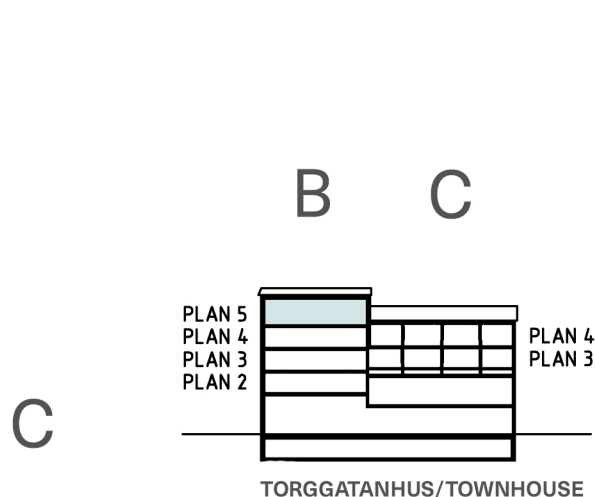 B C
PLAN 5
PLAN 4 PLAN 4
PLAN 3 PLAN 3
PLAN 2
C
TORGGATANHUS/TOWNHOUSE